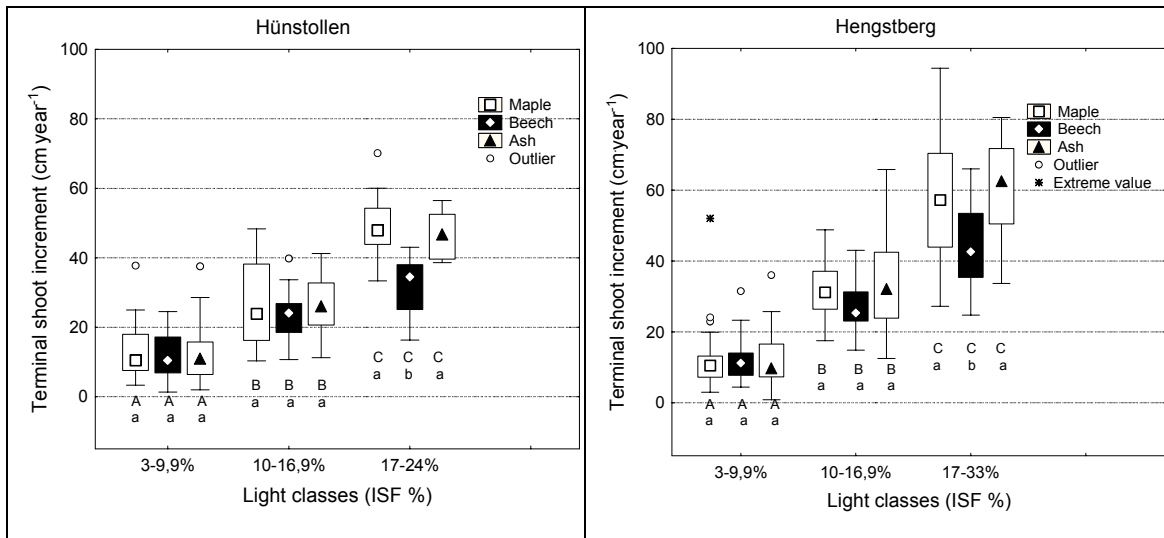 Hünstollen
100
80
60
40
20
0
Terminal shoot increment (cm year-1)
Maple
Beech
Ash
Outlier
A A A
a a a
B B B
a a a
C C C
a b a
3-9,9% 10-16,9% 17-24%
Light classes (ISF %)
Hengstberg
100
80
60
40
20
0
Terminal shoot increment (cm·year-1)
Maple
Beech
Ash
Outlier
Extreme value
A A A
a a a
B B B
a a a
C C C
a b a
3-9,9% 10-16,9% 17-33%
Light classes (ISF %)